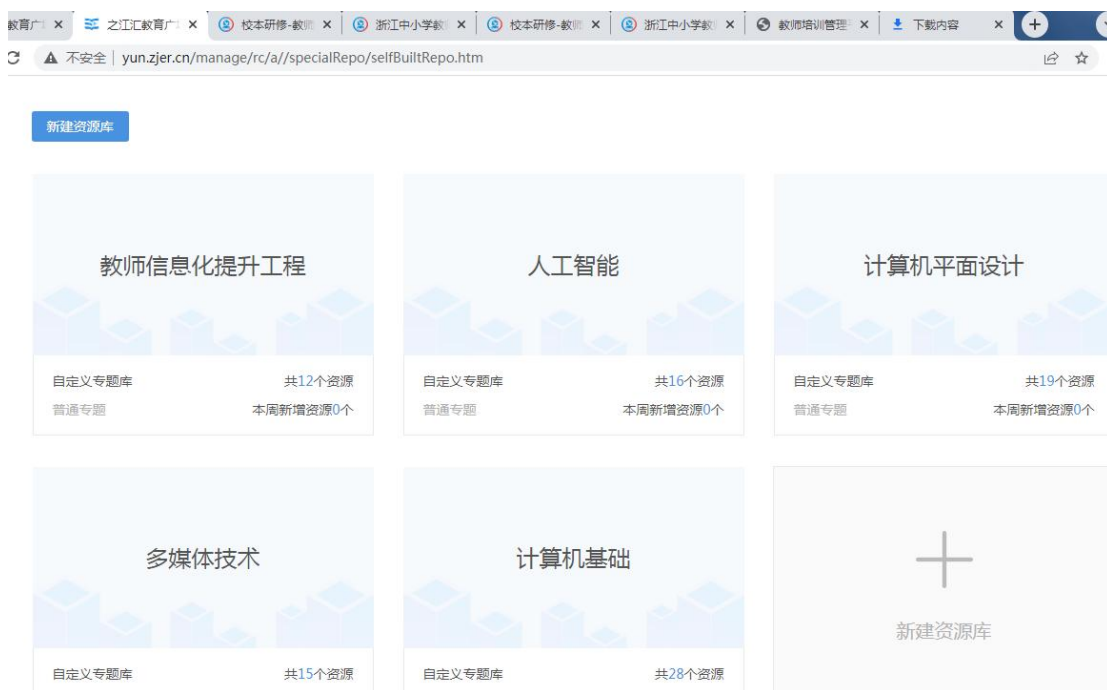 教育广 之江汇教育广 校本研修-教师 浙江中小学教 校本研修-教师 浙江中小学教 教师培训管理 下载内容
不安全 yun.zjer.cn/manage/rc/a//specialRepo/selfBuiltRepo.htm
新建资源库
教师信息化提升工程 人工智能 计算机平面设计
自定义专题库 共12个资源 自定义专题库 共16个资源 自定义专题库 共19个资源
普通专题 本周新增资源0个 普通专题 本周新增资源0个 普通专题 本周新增资源0个
多媒体技术 计算机基础
新建资源库
自定义专题库 共15个资源 自定义专题库 共28个资源